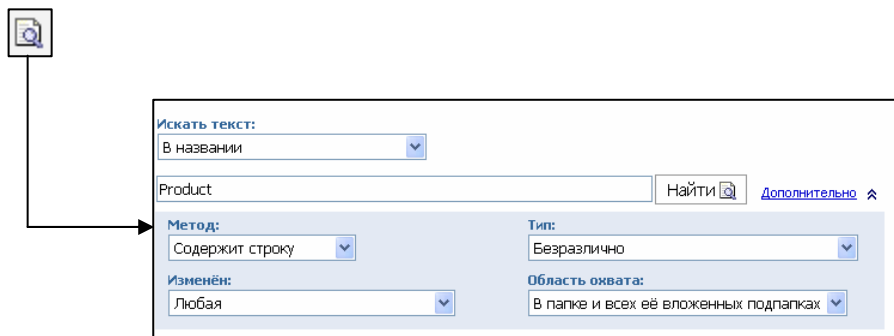 Искать текст:
В названии
Product
Найти
Дополнительно
Метод:
Тип:
Содержит строку
Безразлично
Изменён:
Область охвата:
Любая
В папке и всех её вложенных подпапках